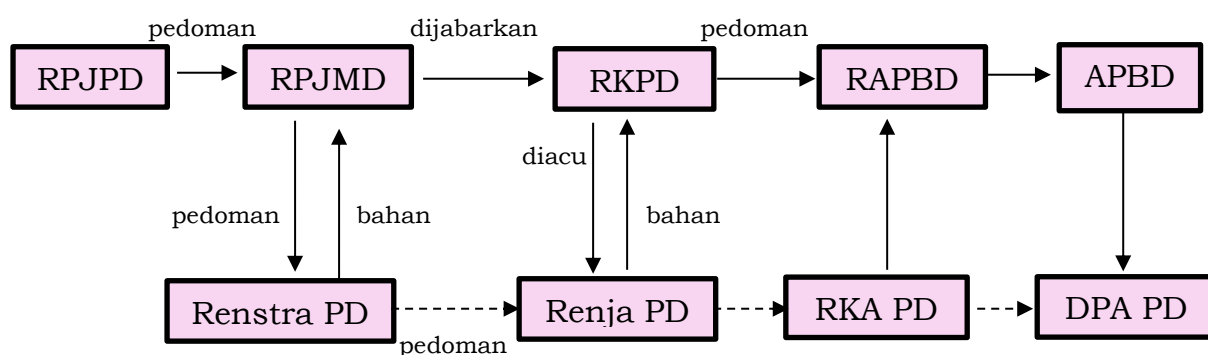 pedoman dijabarkan pedoman
RPJPD RPJMD RKPD RAPBD APBD
diacu
pedoman bahan bahan
Renstra PD Renja PD RKA PD DPA PD
pedoman